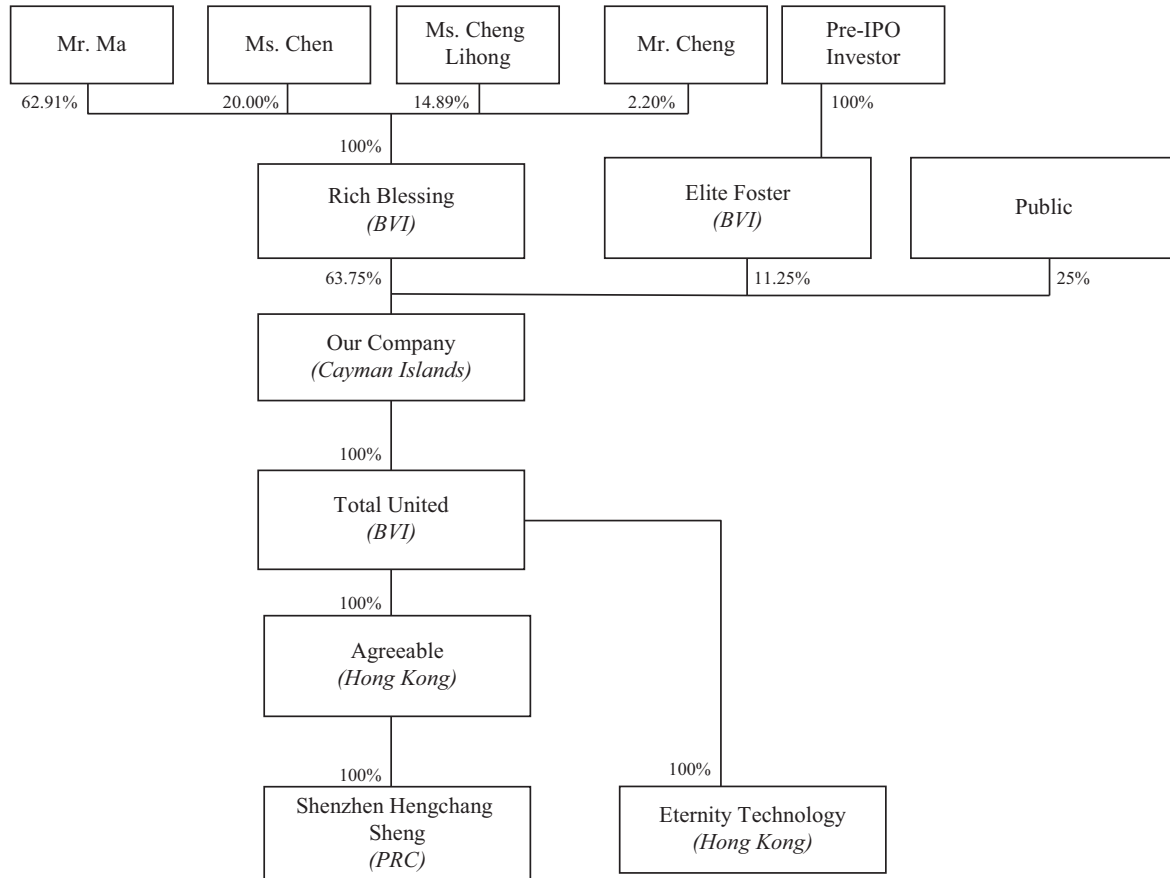 Mr. Ma
Ms. Chen
Ms. Cheng
Lihong
Mr. Cheng
Pre-IPO
Investor
62.91%
20.00%
14.89%
2.20%
100%
100%
Rich Blessing
(BVI)
Elite Foster
(BVI)
Public
63.75%
11.25%
25%
Our Company
(Cayman Islands)
100%
Total United
(BVI)
100%
Agreeable
(Hong Kong)
100%
100%
Shenzhen Hengchang
Sheng
(PRC)
Eternity Technology
(Hong Kong)